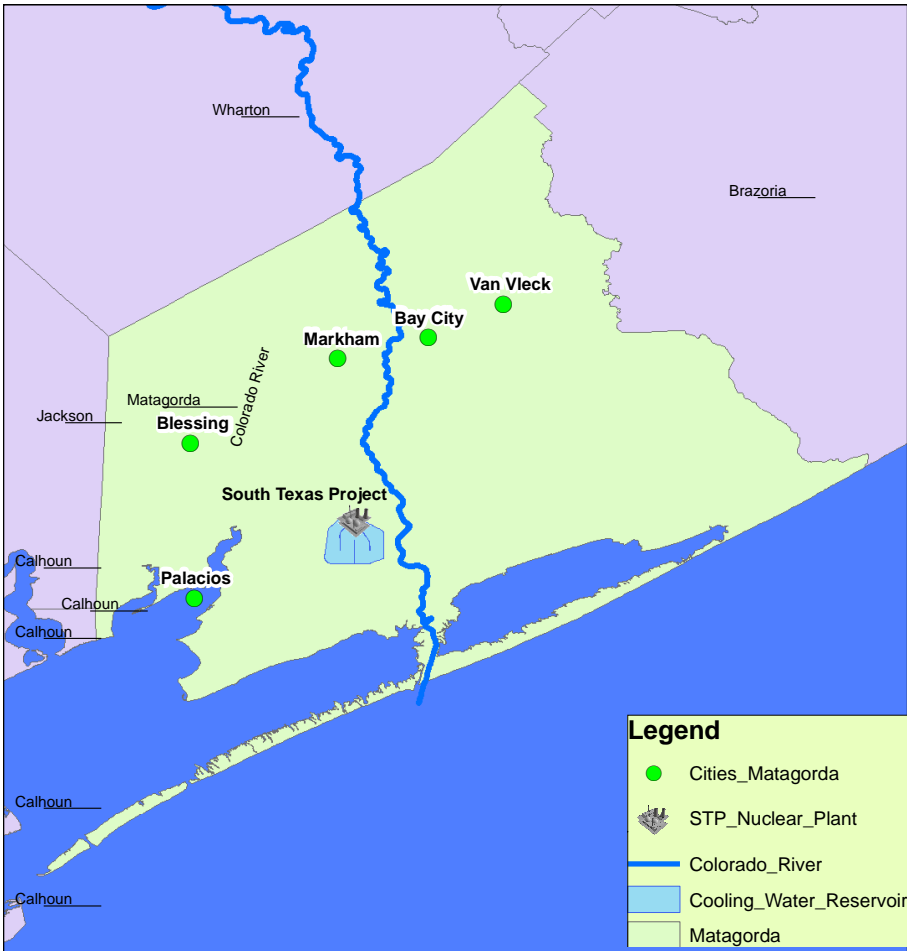 Wharton
Brazoria
Van Vleck
Bay City
Markham
Colorado River
Matagorda
Jackson
Blessing
South Texas Project
Calhoun
Palacios
Calhoun
Calhoun
Legend
Cities_Matagorda
Calhoun
STP_Nuclear_Plant
Colorado_River
Calhoun
Cooling_Water_Reservoir
Matagorda